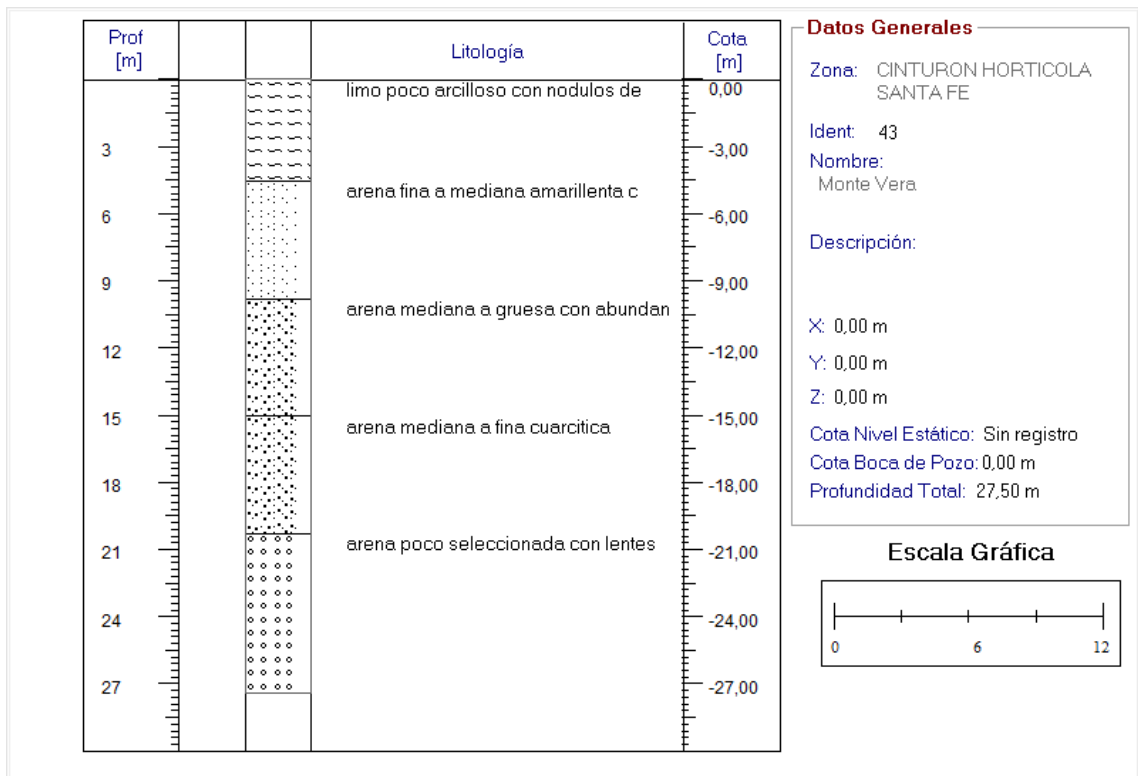 Prof
[m]
Litología
Cota
[m]
limo poco arcilloso con nodulos de
arena fina a mediana amarillenta c
arena mediana a gruesa con abundan
arena mediana a fina cuarcitica
arena poco seleccionada con lentes
3
6
9
12
15
18
21
24
27
0,00
-3,00
-6,00
-9,00
-12,00
-15,00
-18,00
-21,00
-24,00
-27,00
Datos Generales
Zona: CINTURON HORTICOLA
SANTA FE
Ident: 43
Nombre:
Monte Vera
Descripción:
X: 0,00 m
Y: 0,00 m
Z: 0,00 m
Cota Nivel Estático: Sin registro
Cota Boca de Pozo: 0,00 m
Profundidad Total: 27,50 m
Escala Gráfica
0 6 12